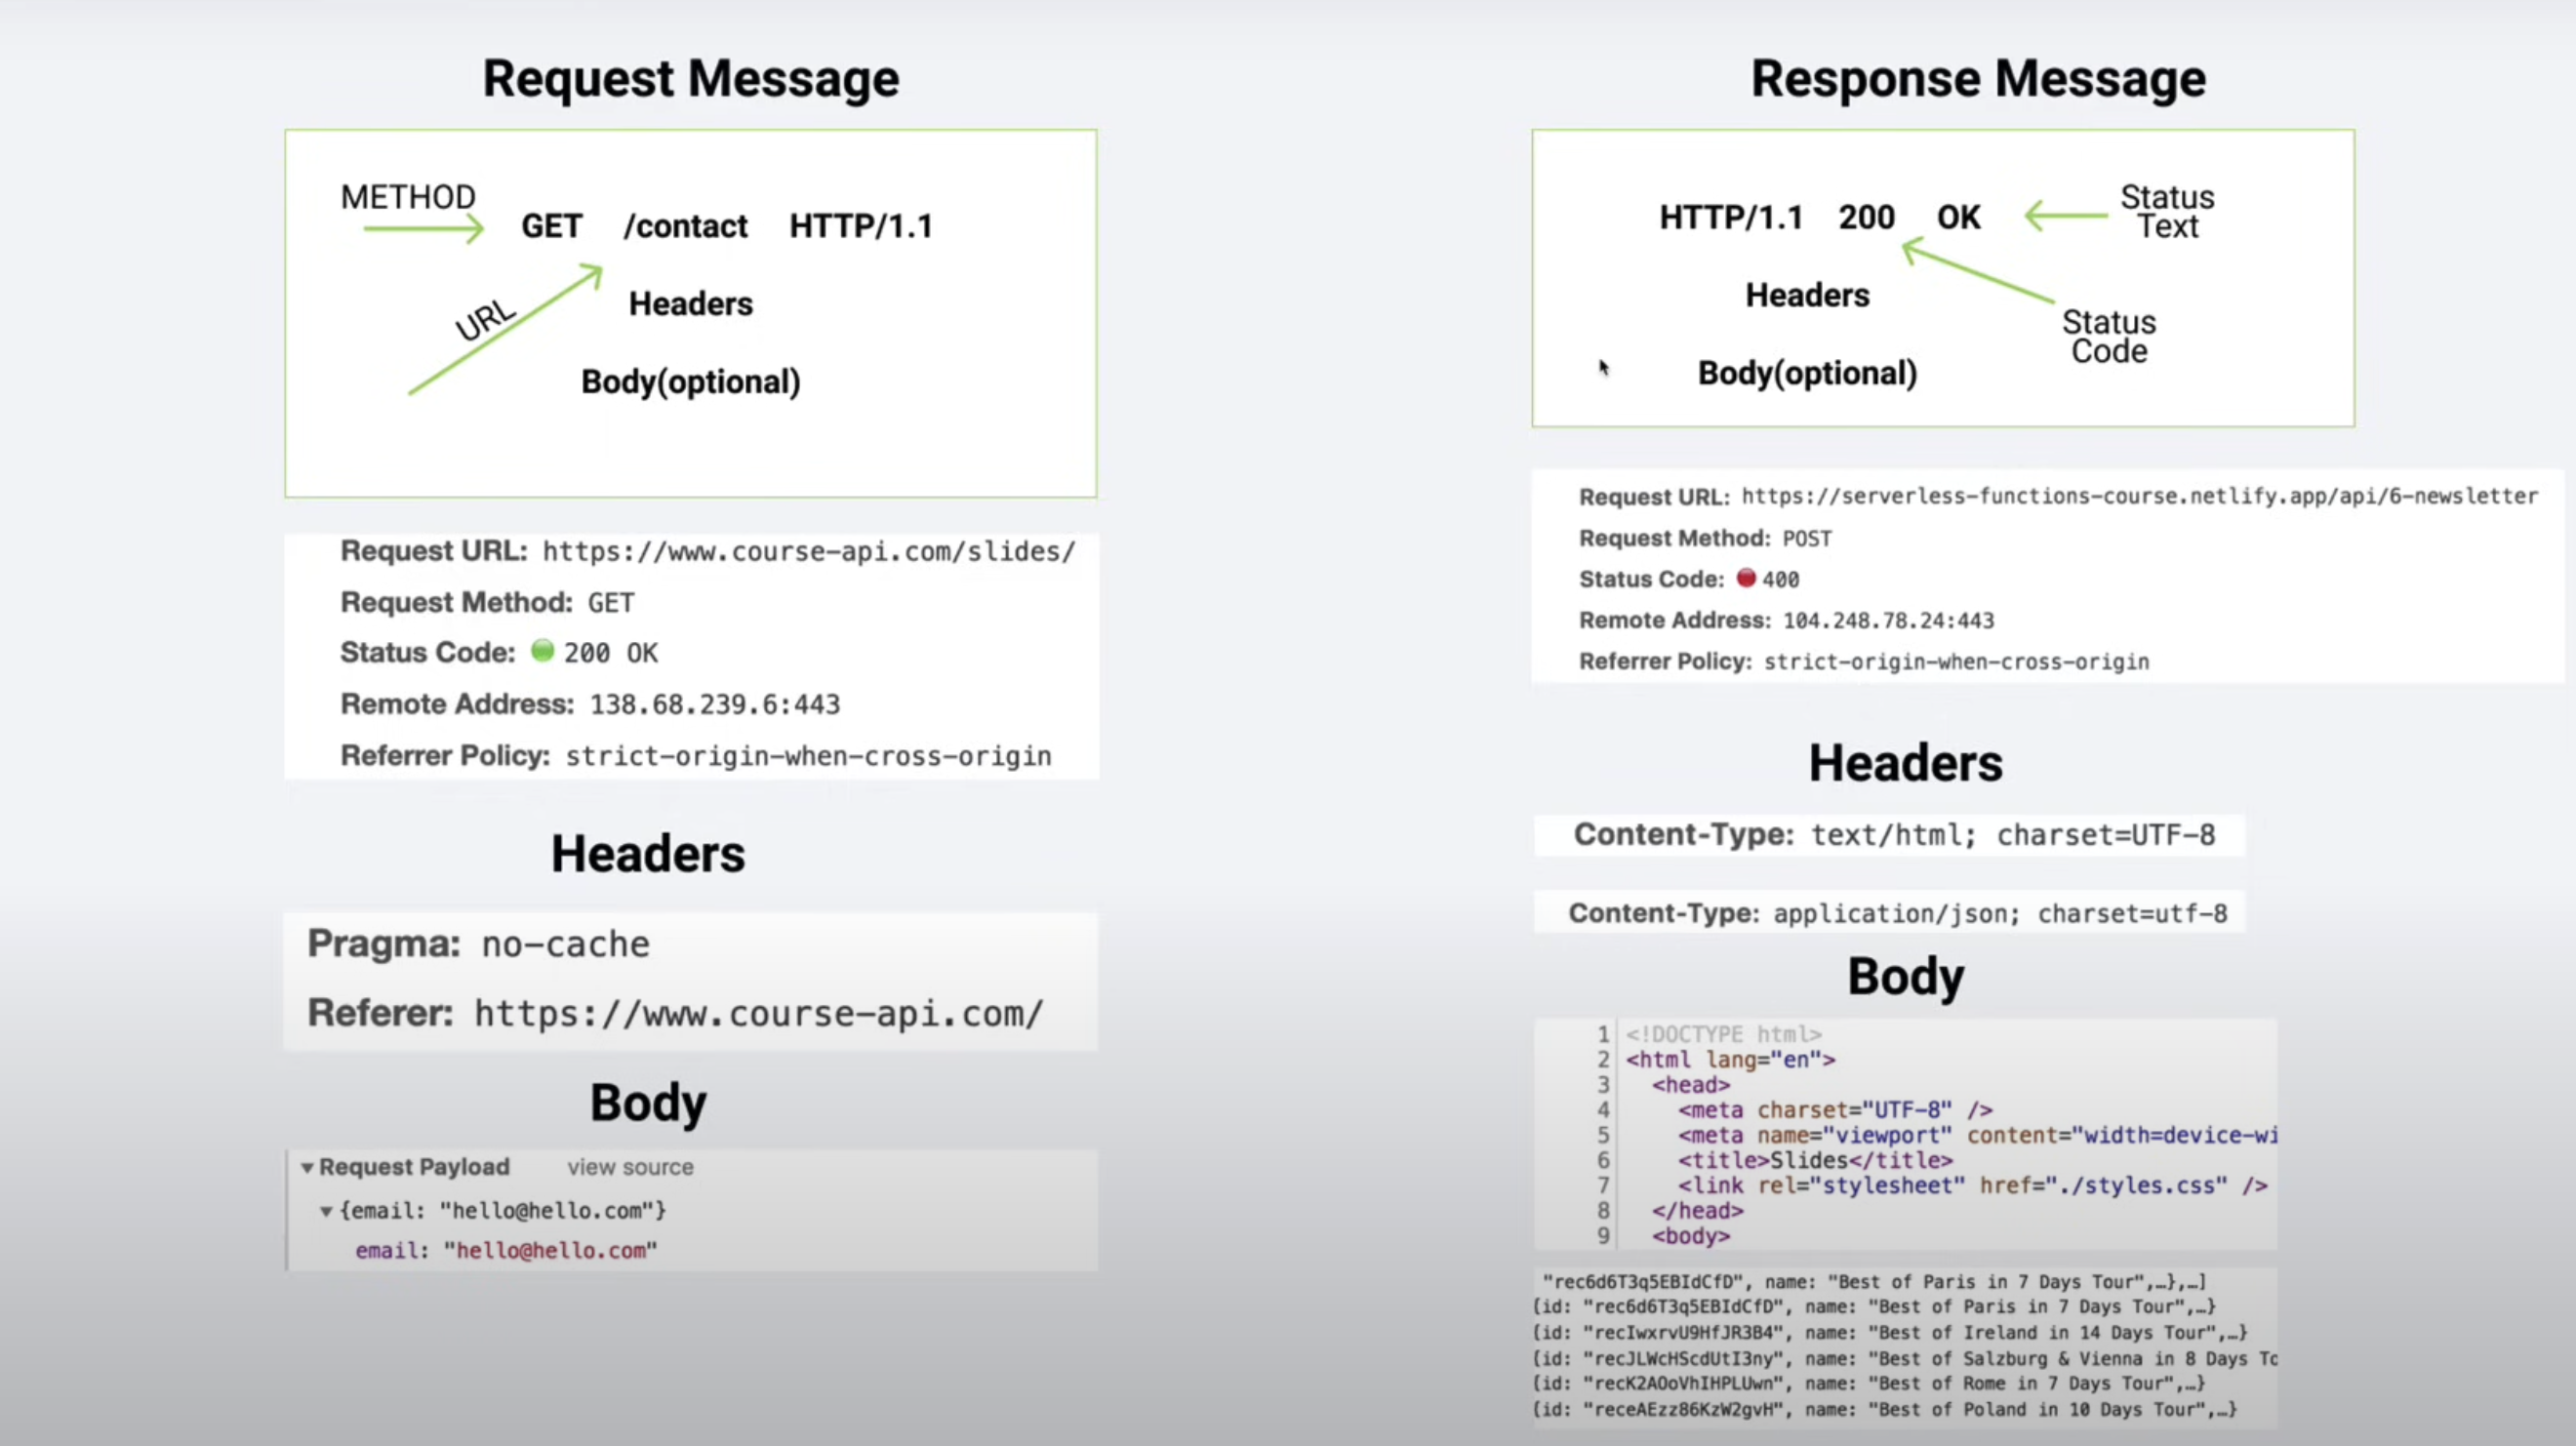 Request Message
METHOD
GET /contact HTTP/1.1
URL
Headers
Body(optional)
Request URL: https://www.course-api.com/slides/
Request Method: GET
Status Code: 200 OK
Remote Address: 138.68.239.6:443
Referrer Policy: strict-origin-when-cross-origin
Headers
Pragma: no-cache
Referer: https://www.course-api.com/
Body
Request Payload view source
{email: "hello@hello.com"}
email: "hello@hello.com"
Response Message
HTTP/1.1 200 OK
Status
Text
Headers
Status
Code
Body(optional)
Request URL: https://serverless-functions-course.netlify.app/api/6-newsletter
Request Method: POST
Status Code: 400
Remote Address: 104.248.78.24:443
Referrer Policy: strict-origin-when-cross-origin
Headers
Content-Type: text/html; charset=UTF-8
Content-Type: application/json; charset=utf-8
Body
1 <!DOCTYPE html>
2 <html lang="en">
3 <head>
4 <meta charset="UTF-8" />
5 <meta name="viewport" content="width=device-wi
6 <title>Slides</title>
7 <link rel="stylesheet" href="./styles.css" />
8 </head>
9 <body>
"rec6d6T3q5EBIdCfD", name: "Best of Paris in 7 Days Tour",…},…]
{id: "rec6d6T3q5EBIdCfD", name: "Best of Paris in 7 Days Tour",…}
{id: "recIwxrvU9HfJR3B4", name: "Best of Ireland in 14 Days Tour",…}
{id: "recJLWcHScdUtI3ny", name: "Best of Salzburg & Vienna in 8 Days To
{id: "recK2AOoVhIHPLUwn", name: "Best of Rome in 7 Days Tour",…}
{id: "receAEzz86KzW2gvH", name: "Best of Poland in 10 Days Tour",…}